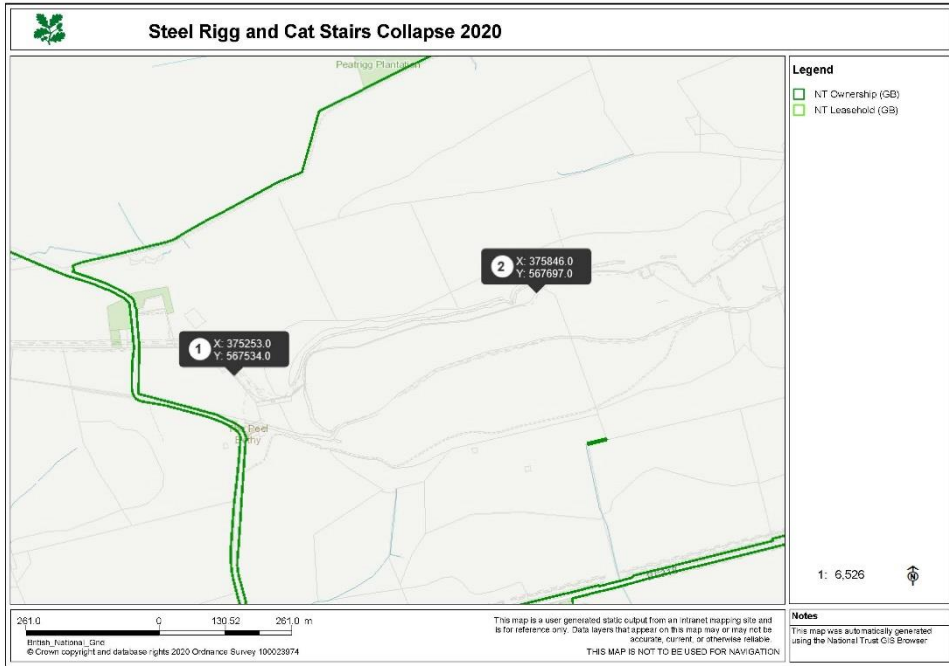 Steel Rigg and Cat Stairs Collapse 2020
Peatrigg Plantation
Legend
NT Ownership (GB)
NT Leasehold (GB)
2
X: 375846.0
Y: 567697.0
1
X: 375253.0
Y: 567534.0
Peel
Bothy
1: 6,526
N
261.0 0 130.52 261.0 m
British_National_Grid
© Crown copyright and database rights 2020 Ordnance Survey 100023974
This map is a user generated static output from an Intranet mapping site and
is for reference only. Data layers that appear on this map may or may not be
accurate, current, or otherwise reliable.
THIS MAP IS NOT TO BE USED FOR NAVIGATION
Notes
This map was automatically generated
using the National Trust GIS Browser